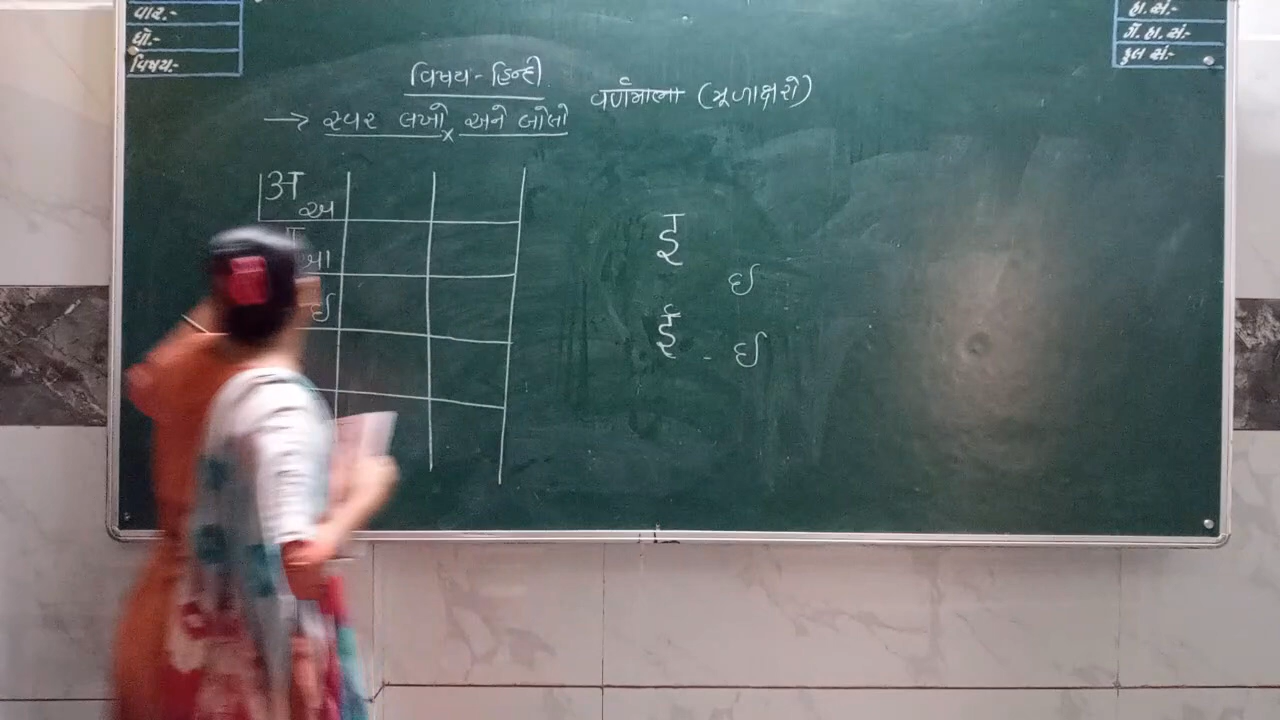 વાર:-
ધો:-
વિષય:-
હા. સં.-
ગે. હા. સં.-
કુલ સં:-
વિષય - હિન્દી.
વર્ણમાલા (મૂળાક્ષરો)
→ સ્વર લખો × અને બોલો
अ અ
આ
ઈ
इ ઈ
ई - ઈ